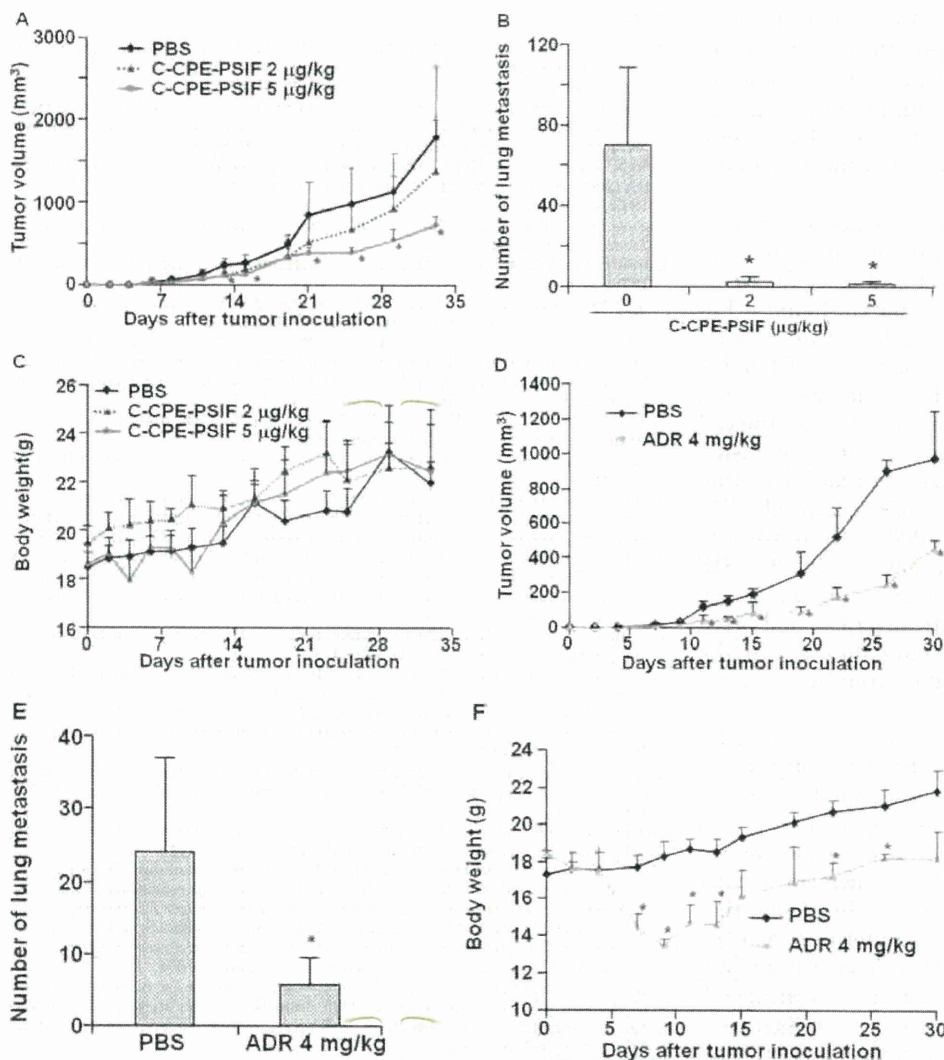 A
3000
2000
1000
0
Tumor volume (mm³)
PBS
C-CPE-PSIF 2 µg/kg
C-CPE-PSIF 5 µg/kg
* * * * * *
0 7 14 21 28 35
Days after tumor inoculation
B
120
80
40
0
Number of lung metastasis
* *
0 2 5
C-CPE-PSIF (µg/kg)
C
26
24
22
20
18
16
Body weight(g)
PBS
C-CPE-PSIF 2 µg/kg
C-CPE-PSIF 5 µg/kg
0 7 14 21 28 35
Days after tumor inoculation
D
1400
1200
1000
800
600
400
200
0
Tumor volume (mm³)
PBS
ADR 4 mg/kg
* * * * * * *
0 5 10 15 20 25 30
Days after tumor inoculation
E
40
30
20
10
0
Number of lung metastasis
*
PBS ADR 4 mg/kg
F
24
22
20
18
16
14
12
10
Body weight (g)
* * * * * *
PBS
ADR 4 mg/kg
0 5 10 15 20 25 30
Days after tumor inoculation